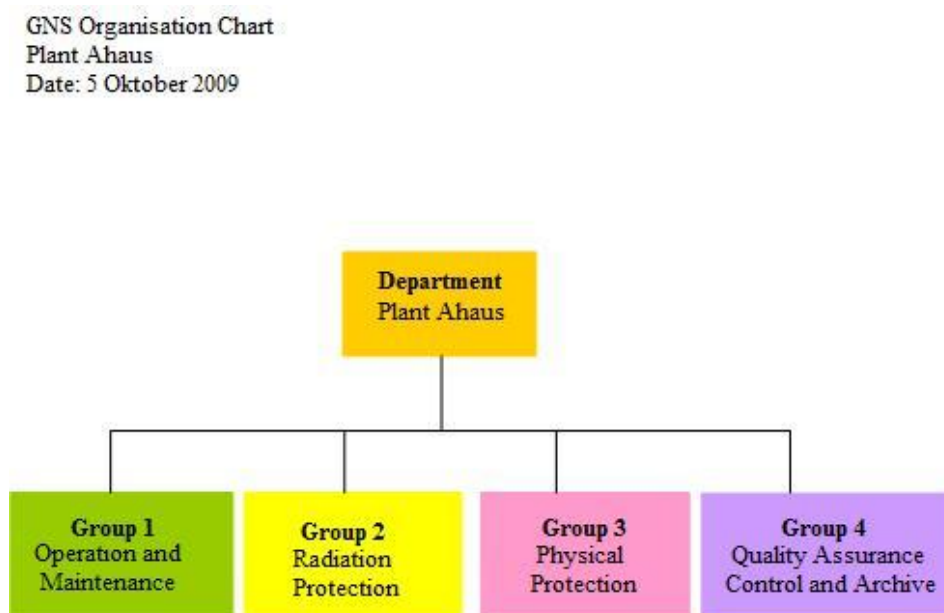 GNS Organisation Chart
Plant Ahaus
Date: 5 Oktober 2009
Department
Plant Ahaus
Group 1
Operation and
Maintenance
Group 2
Radiation
Protection
Group 3
Physical
Protection
Group 4
Quality Assurance
Control and Archive